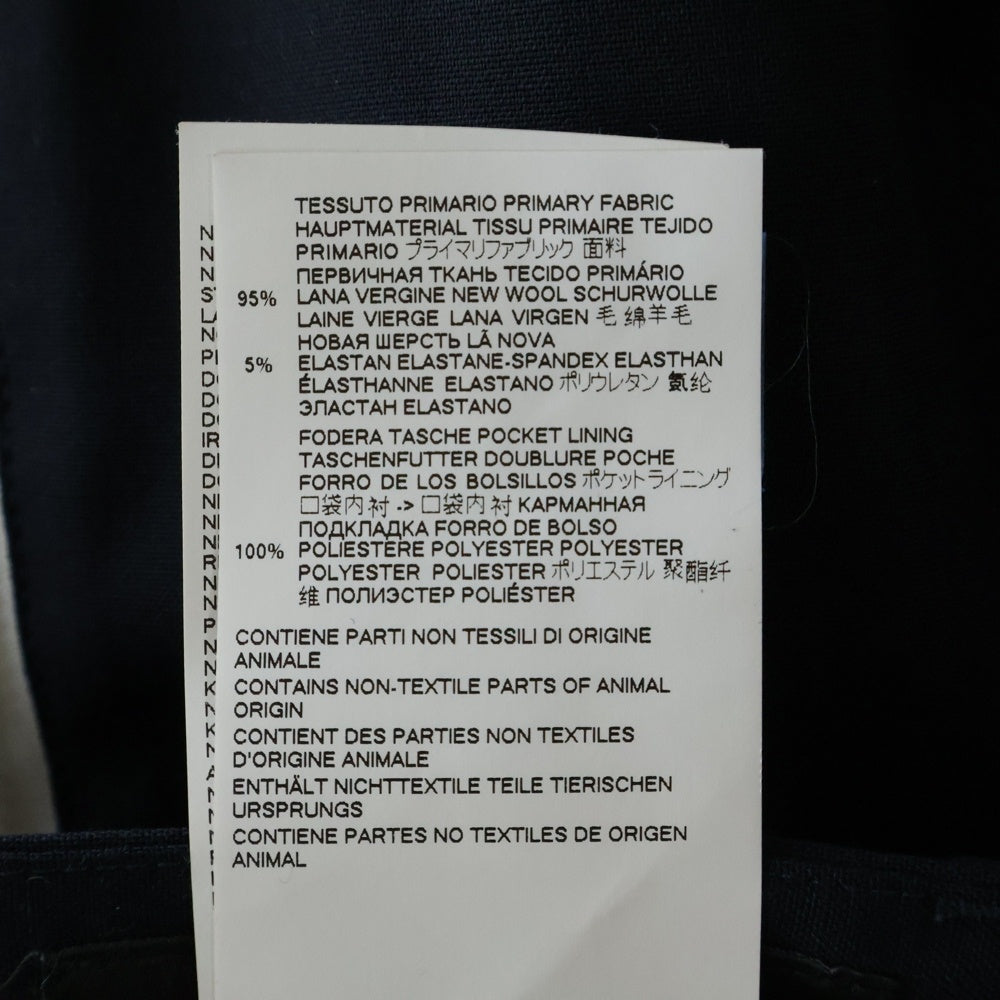 TESSUTO PRIMARIO PRIMARY FABRIC
HAUPTMATERIAL TISSU PRIMAIRE TEJIDO
PRIMARIO プライマリファブリック 面料
ПЕРВИЧНАЯ ТКАНЬ TECIDO PRIMÁRIO
95% LANA VERGINE NEW WOOL SCHURWOLLE
LAINE VIERGE LANA VIRGEN 毛 绵羊毛
НОВАЯ ШЕРСТЬ LÃ NOVA
5% ELASTAN ELASTANE-SPANDEX ELASTHAN
ÉLASTHANNE ELASTANO ポリウレタン 氨纶
ЭЛАСТАН ELASTANO
FODERA TASCHE POCKET LINING
TASCHENFUTTER DOUBLURE POCHE
FORRO DE LOS BOLSILLOS ポケットライニング
口袋内衬 -> 口袋内衬 КАРМАННАЯ
ПОДКЛАДКА FORRO DE BOLSO
100% POLIESTERE POLYESTER POLYESTER
POLYESTER POLIESTER ポリエステル 聚酯纤
维 ПОЛИЭСТЕР POLIÉSTER
CONTIENE PARTI NON TESSILI DI ORIGINE
ANIMALE
CONTAINS NON-TEXTILE PARTS OF ANIMAL
ORIGIN
CONTIENT DES PARTIES NON TEXTILES
D'ORIGINE ANIMALE
ENTHÄLT NICHTTEXTILE TEILE TIERISCHEN
URSPRUNGS
CONTIENE PARTES NO TEXTILES DE ORIGEN
ANIMAL